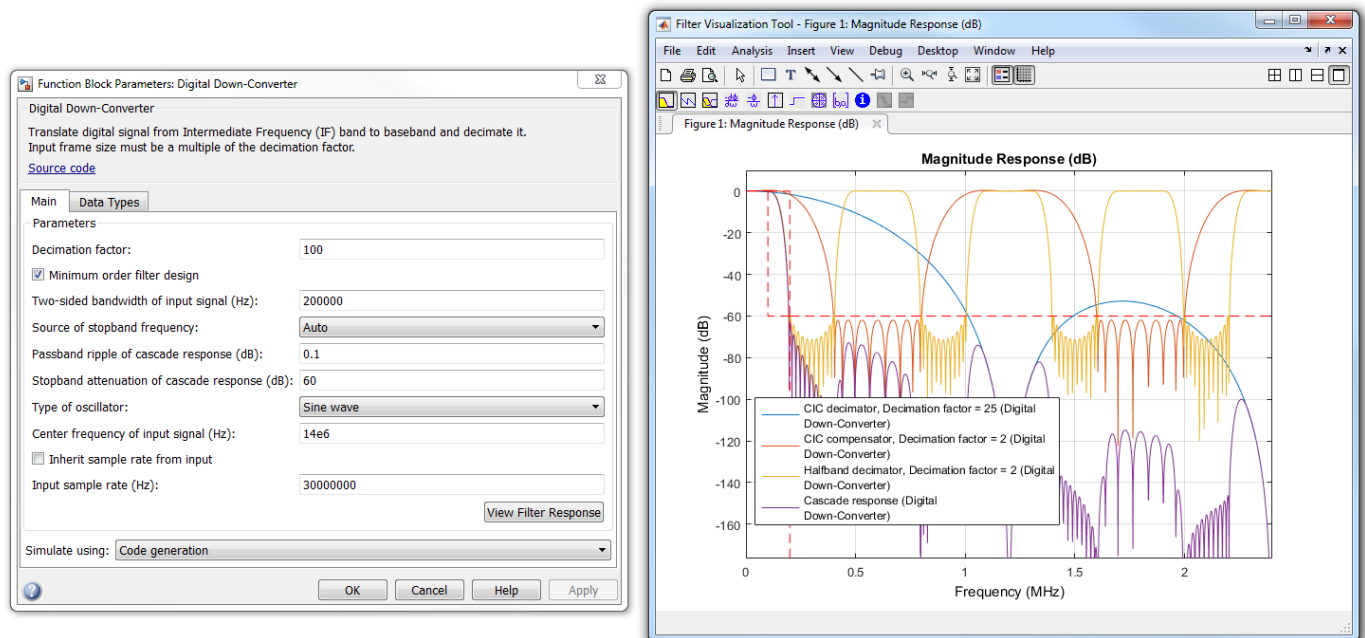 Function Block Parameters: Digital Down-Converter
Digital Down-Converter
Translate digital signal from Intermediate Frequency (IF) band to baseband and decimate it.
Input frame size must be a multiple of the decimation factor.
Source code
Main
Data Types
Parameters
Decimation factor:
100
Minimum order filter design
Two-sided bandwidth of input signal (Hz):
200000
Source of stopband frequency:
Auto
Passband ripple of cascade response (dB):
0.1
Stopband attenuation of cascade response (dB):
60
Type of oscillator:
Sine wave
Center frequency of input signal (Hz):
14e6
Inherit sample rate from input
Input sample rate (Hz):
30000000
View Filter Response
Simulate using:
Code generation
OK
Cancel
Help
Apply
Filter Visualization Tool - Figure 1: Magnitude Response (dB)
File Edit Analysis Insert View Debug Desktop Window Help
Figure 1: Magnitude Response (dB)
Magnitude Response (dB)
0
-20
-40
-60
-80
-100
-120
-140
-160
Magnitude (dB)
CIC decimator, Decimation factor = 25 (Digital
Down-Converter)
CIC compensator, Decimation factor = 2 (Digital
Down-Converter)
Halfband decimator, Decimation factor = 2 (Digital
Down-Converter)
Cascade response (Digital
Down-Converter)
0 0.5 1 1.5 2
Frequency (MHz)